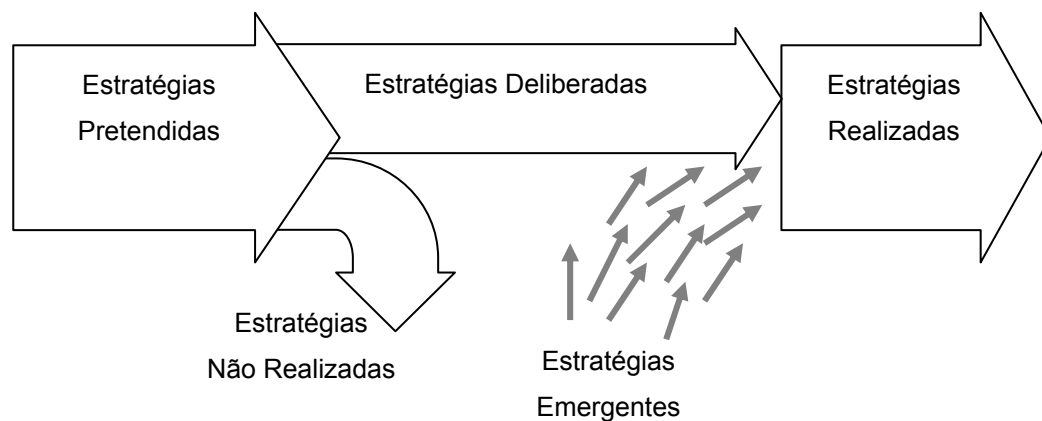 Estratégias
Pretendidas
Estratégias Deliberadas
Estratégias
Realizadas
Estratégias
Não Realizadas
Estratégias
Emergentes